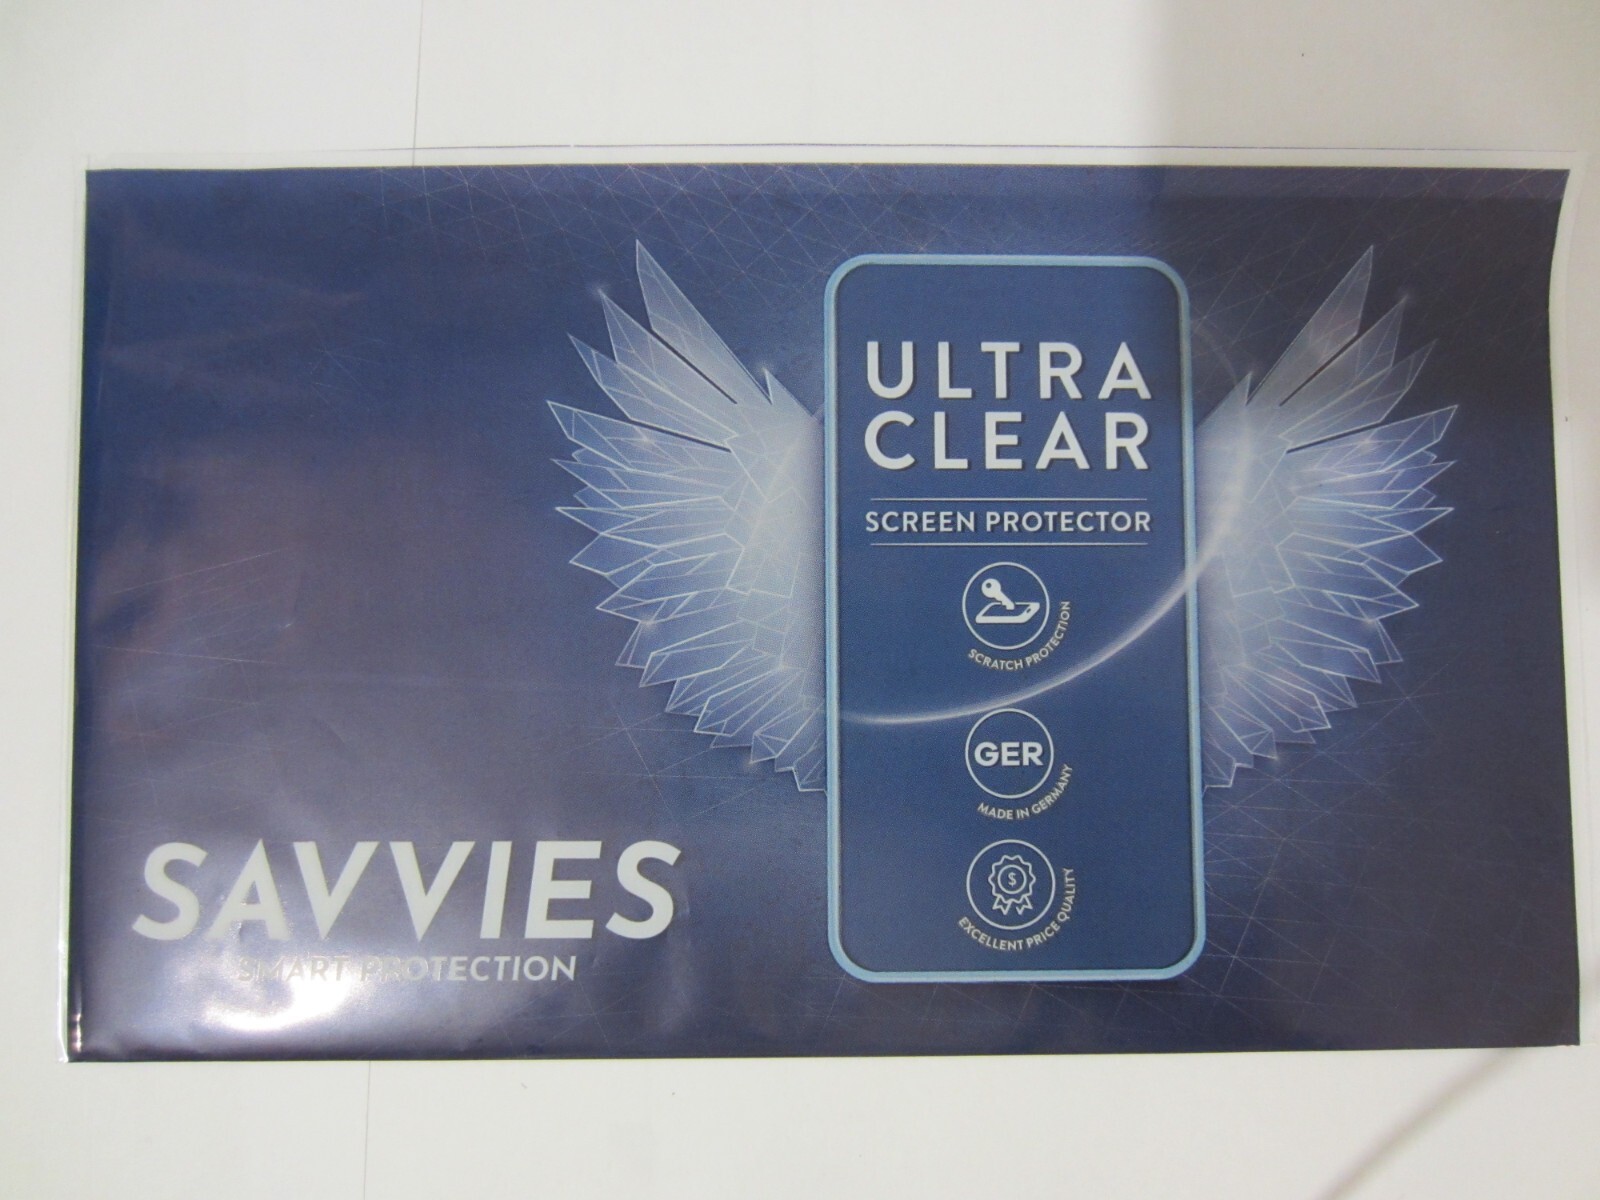 ULTRA
CLEAR
SCREEN PROTECTOR
SCRATCH PROTECTION
GER
MADE IN GERMANY
$
EXCELLENT PRICE QUALITY
SAVVIES
SMART PROTECTION